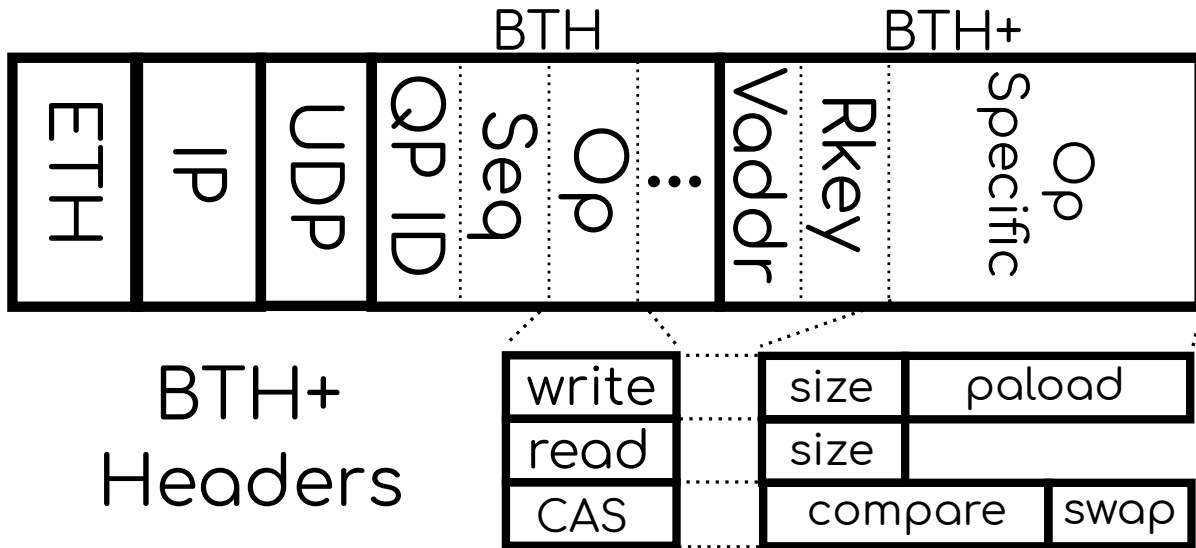 BTH
BTH+
ETH
IP
UDP
QP ID
Seq
Op
...
Vaddr
Rkey
Op
Specific
BTH+
Headers
write
size
paload
read
size
CAS
compare
swap